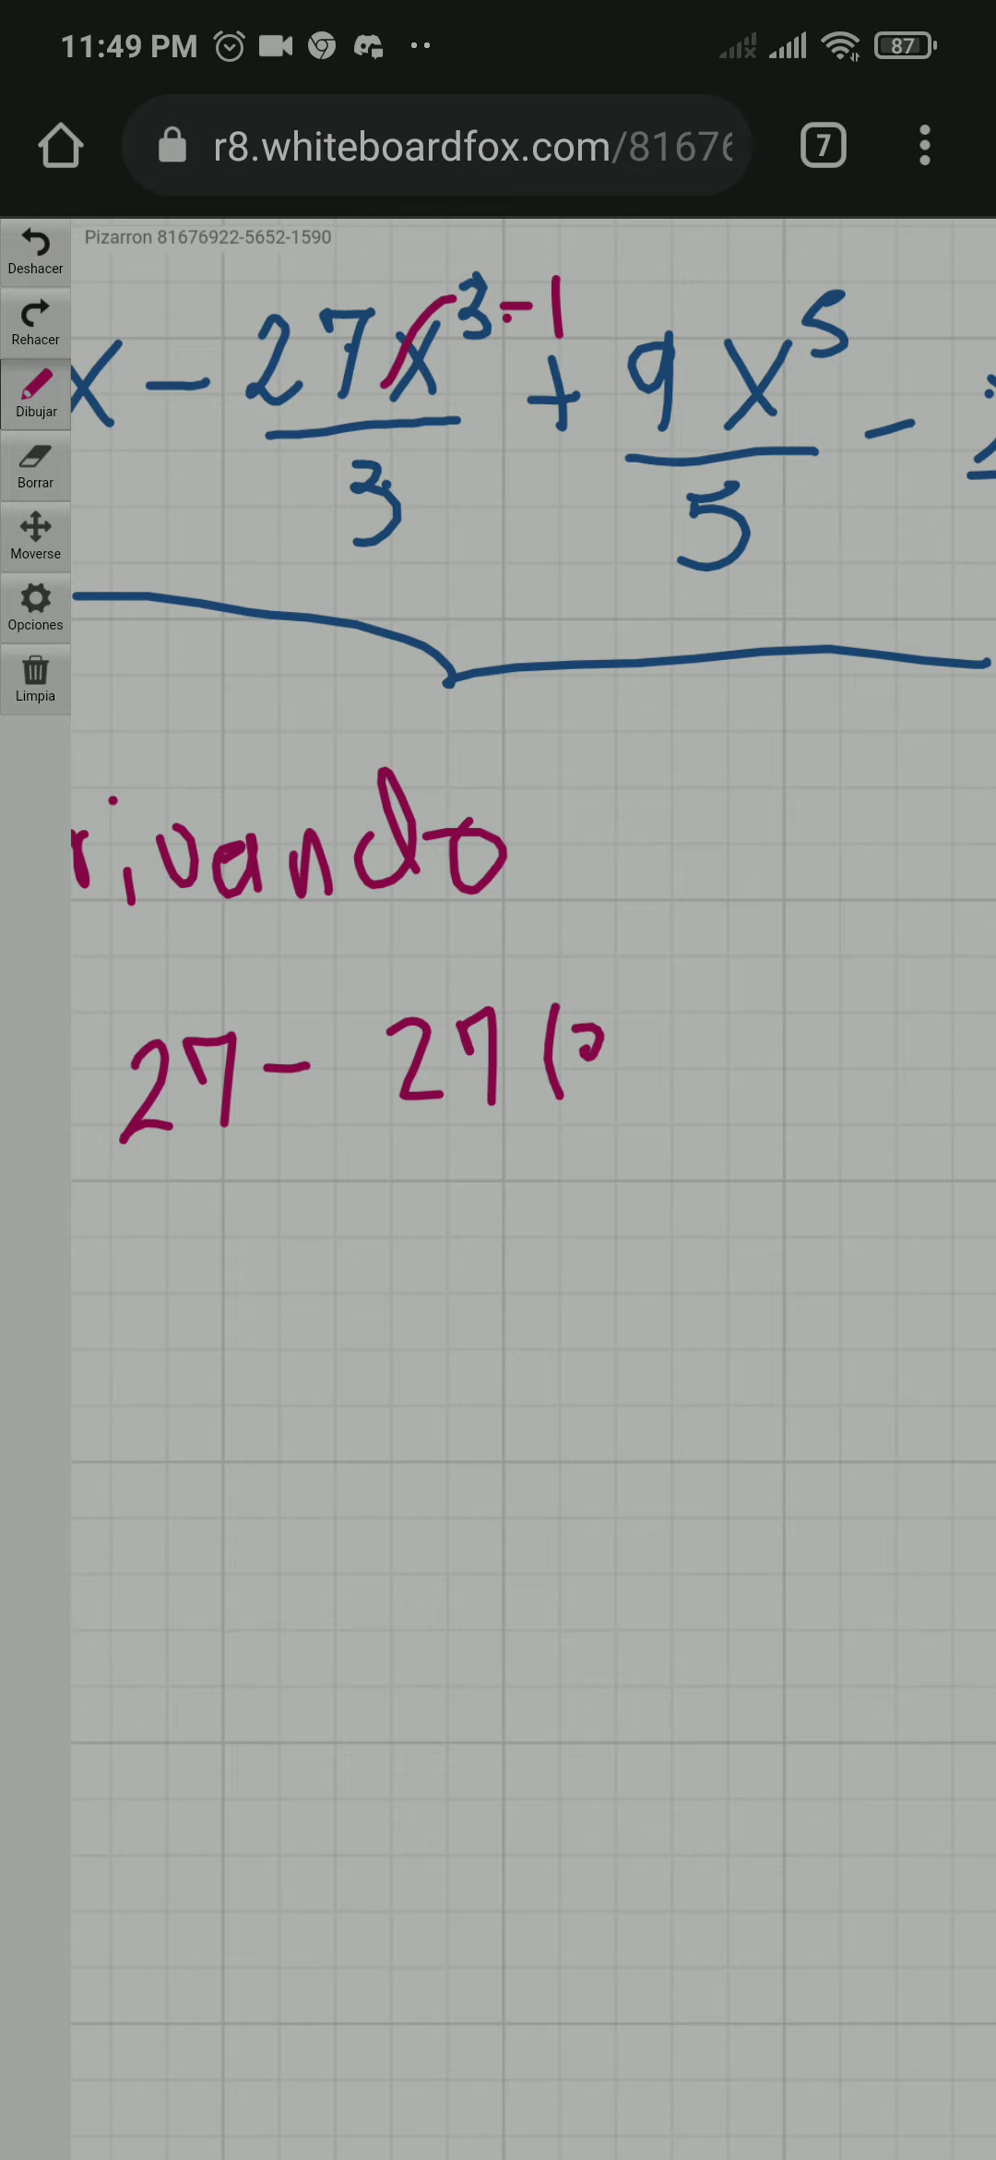 11:49 PM 87
r8.whiteboardfox.com/81676 7
Pizarron 81676922-5652-1590
Deshacer
Rehacer
Dibujar
Borrar
Moverse
Opciones
Limpia
x - 27x^3-1 + 9x^5 -
3 5
rivando
27 - 27 (